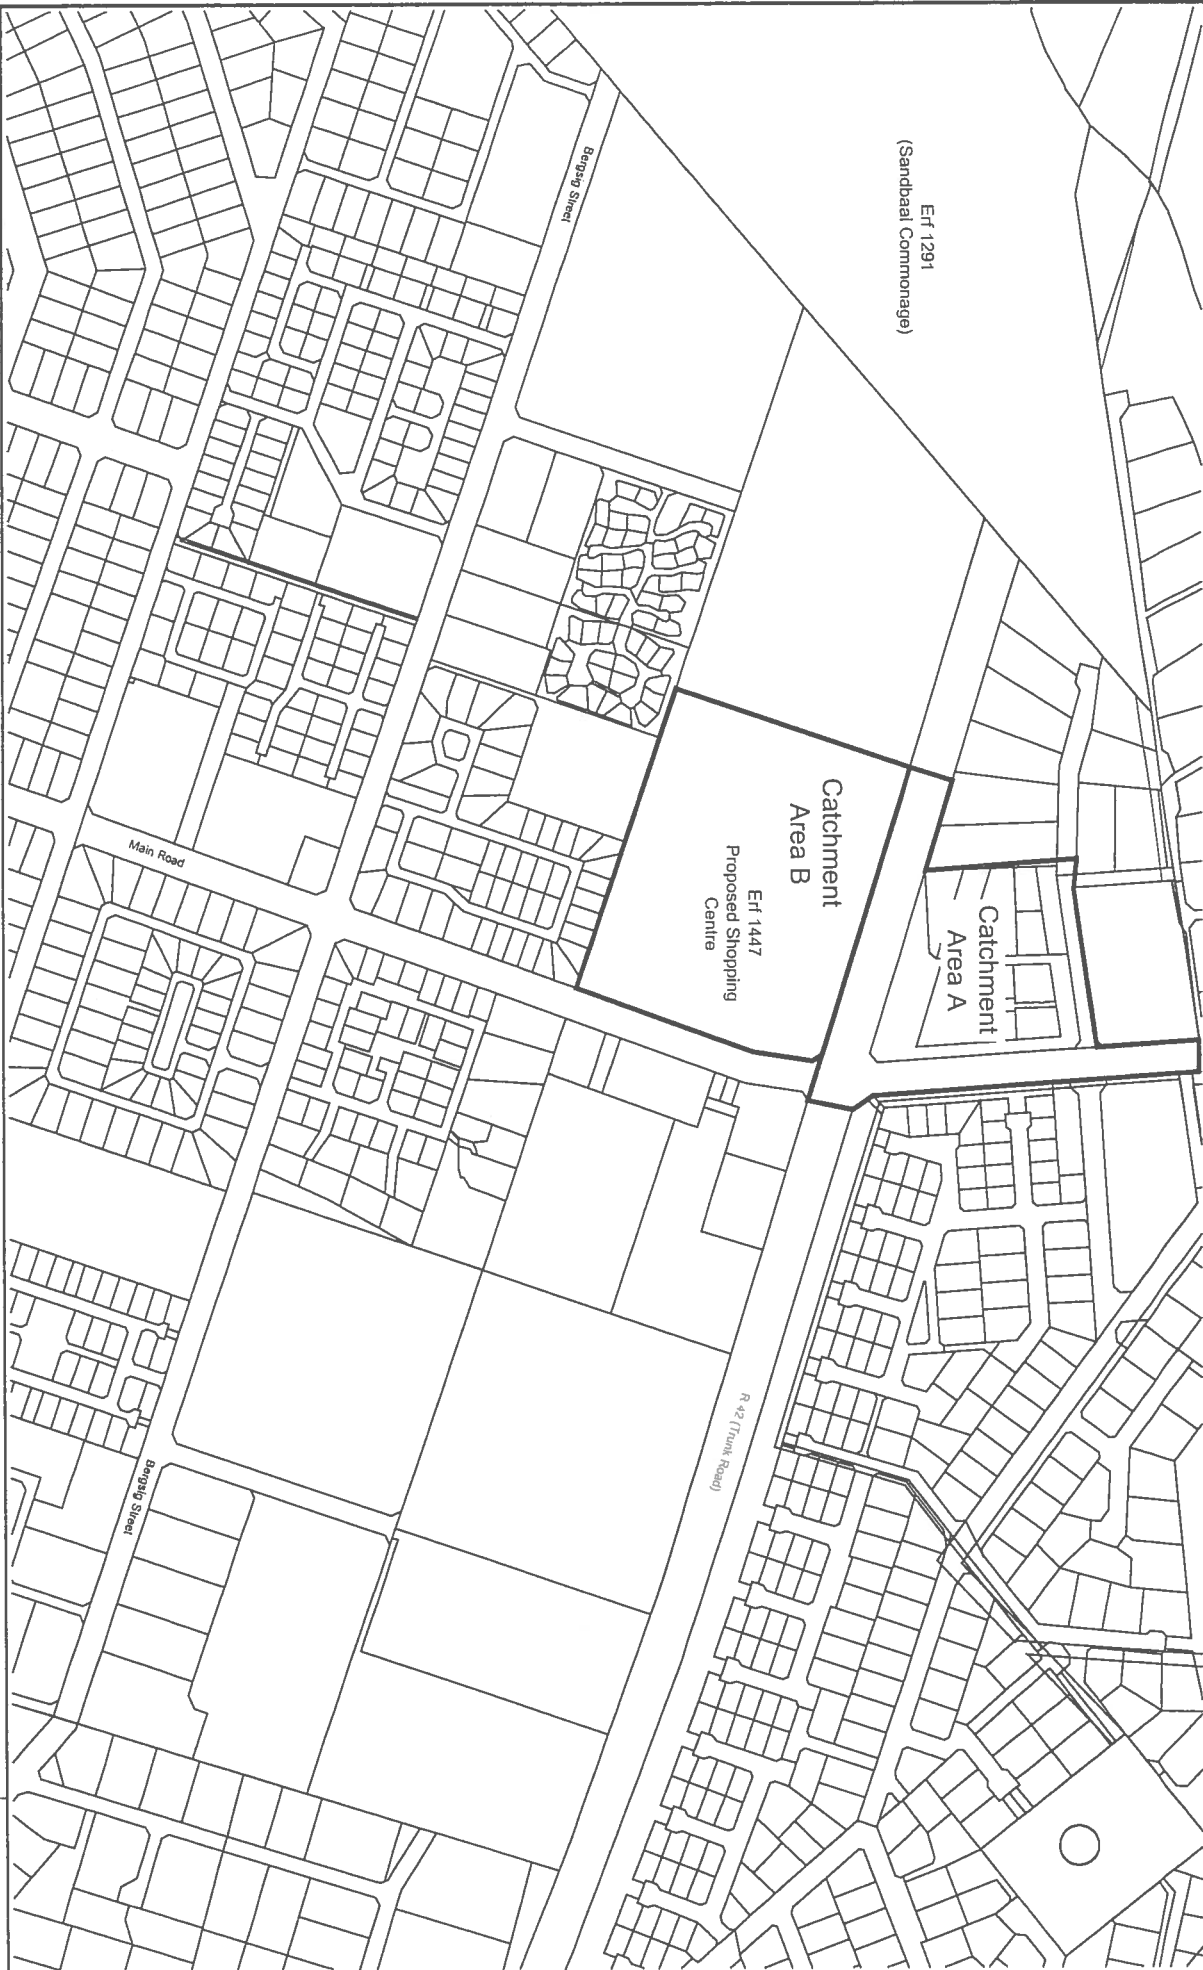 Erf 1291
(Sandbaal Commonage)
Bergsig Street
Catchment
Area A
Catchment
Area B
Erf 1447
Proposed Shopping
Centre
Main Road
R 42 (Trunk Road)
Bergsig Street